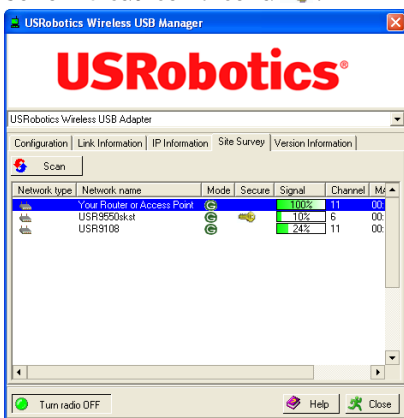 USRobotics Wireless USB Manager
USRobotics®
USRobotics Wireless USB Adapter
Configuration Link Information IP Information Site Survey Version Information
Scan
Network type Network name Mode Secure Signal Channel
Your Router or Access Point G 100% 11 00:
USR9550skst G 10% 6 00:
USR9108 G 24% 11 00:
Turn radio OFF Help Close